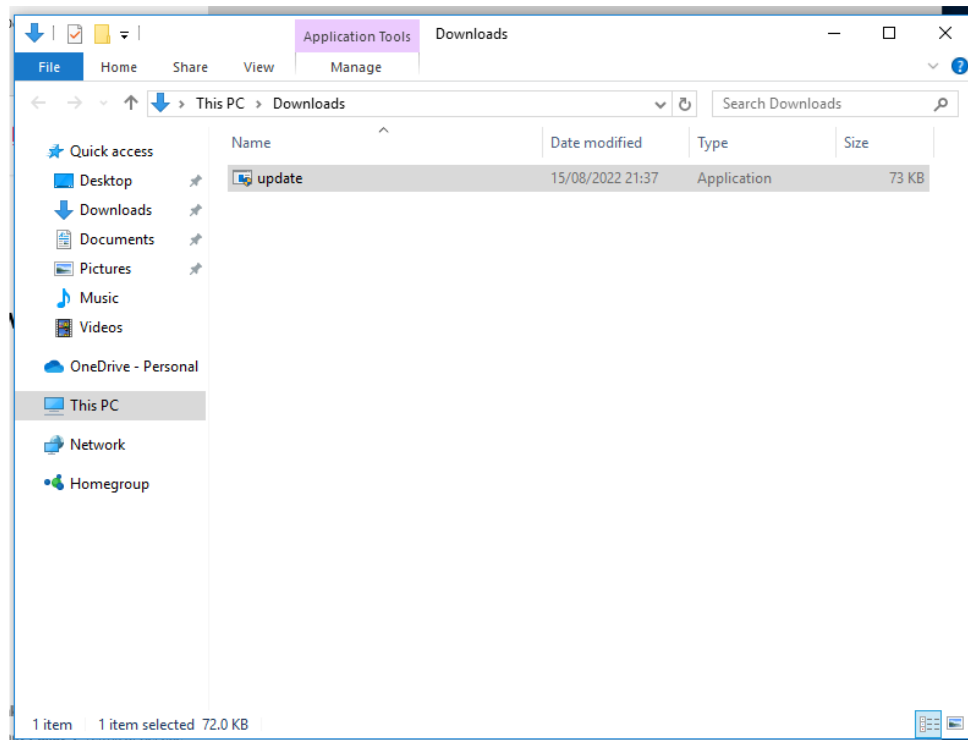 Application Tools Downloads
File Home Share View Manage
This PC > Downloads Search Downloads
Name Date modified Type Size
update 15/08/2022 21:37 Application 73 KB
Quick access
Desktop
Downloads
Documents
Pictures
Music
Videos
OneDrive - Personal
This PC
Network
Homegroup
1 item 1 item selected 72.0 KB